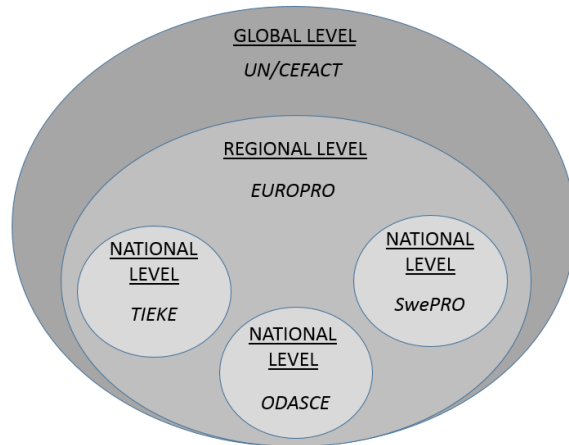 GLOBAL LEVEL
UN/CEFACT
REGIONAL LEVEL
EUROPRO
NATIONAL
LEVEL
TIEKE
NATIONAL
LEVEL
SwePRO
NATIONAL
LEVEL
ODASCE